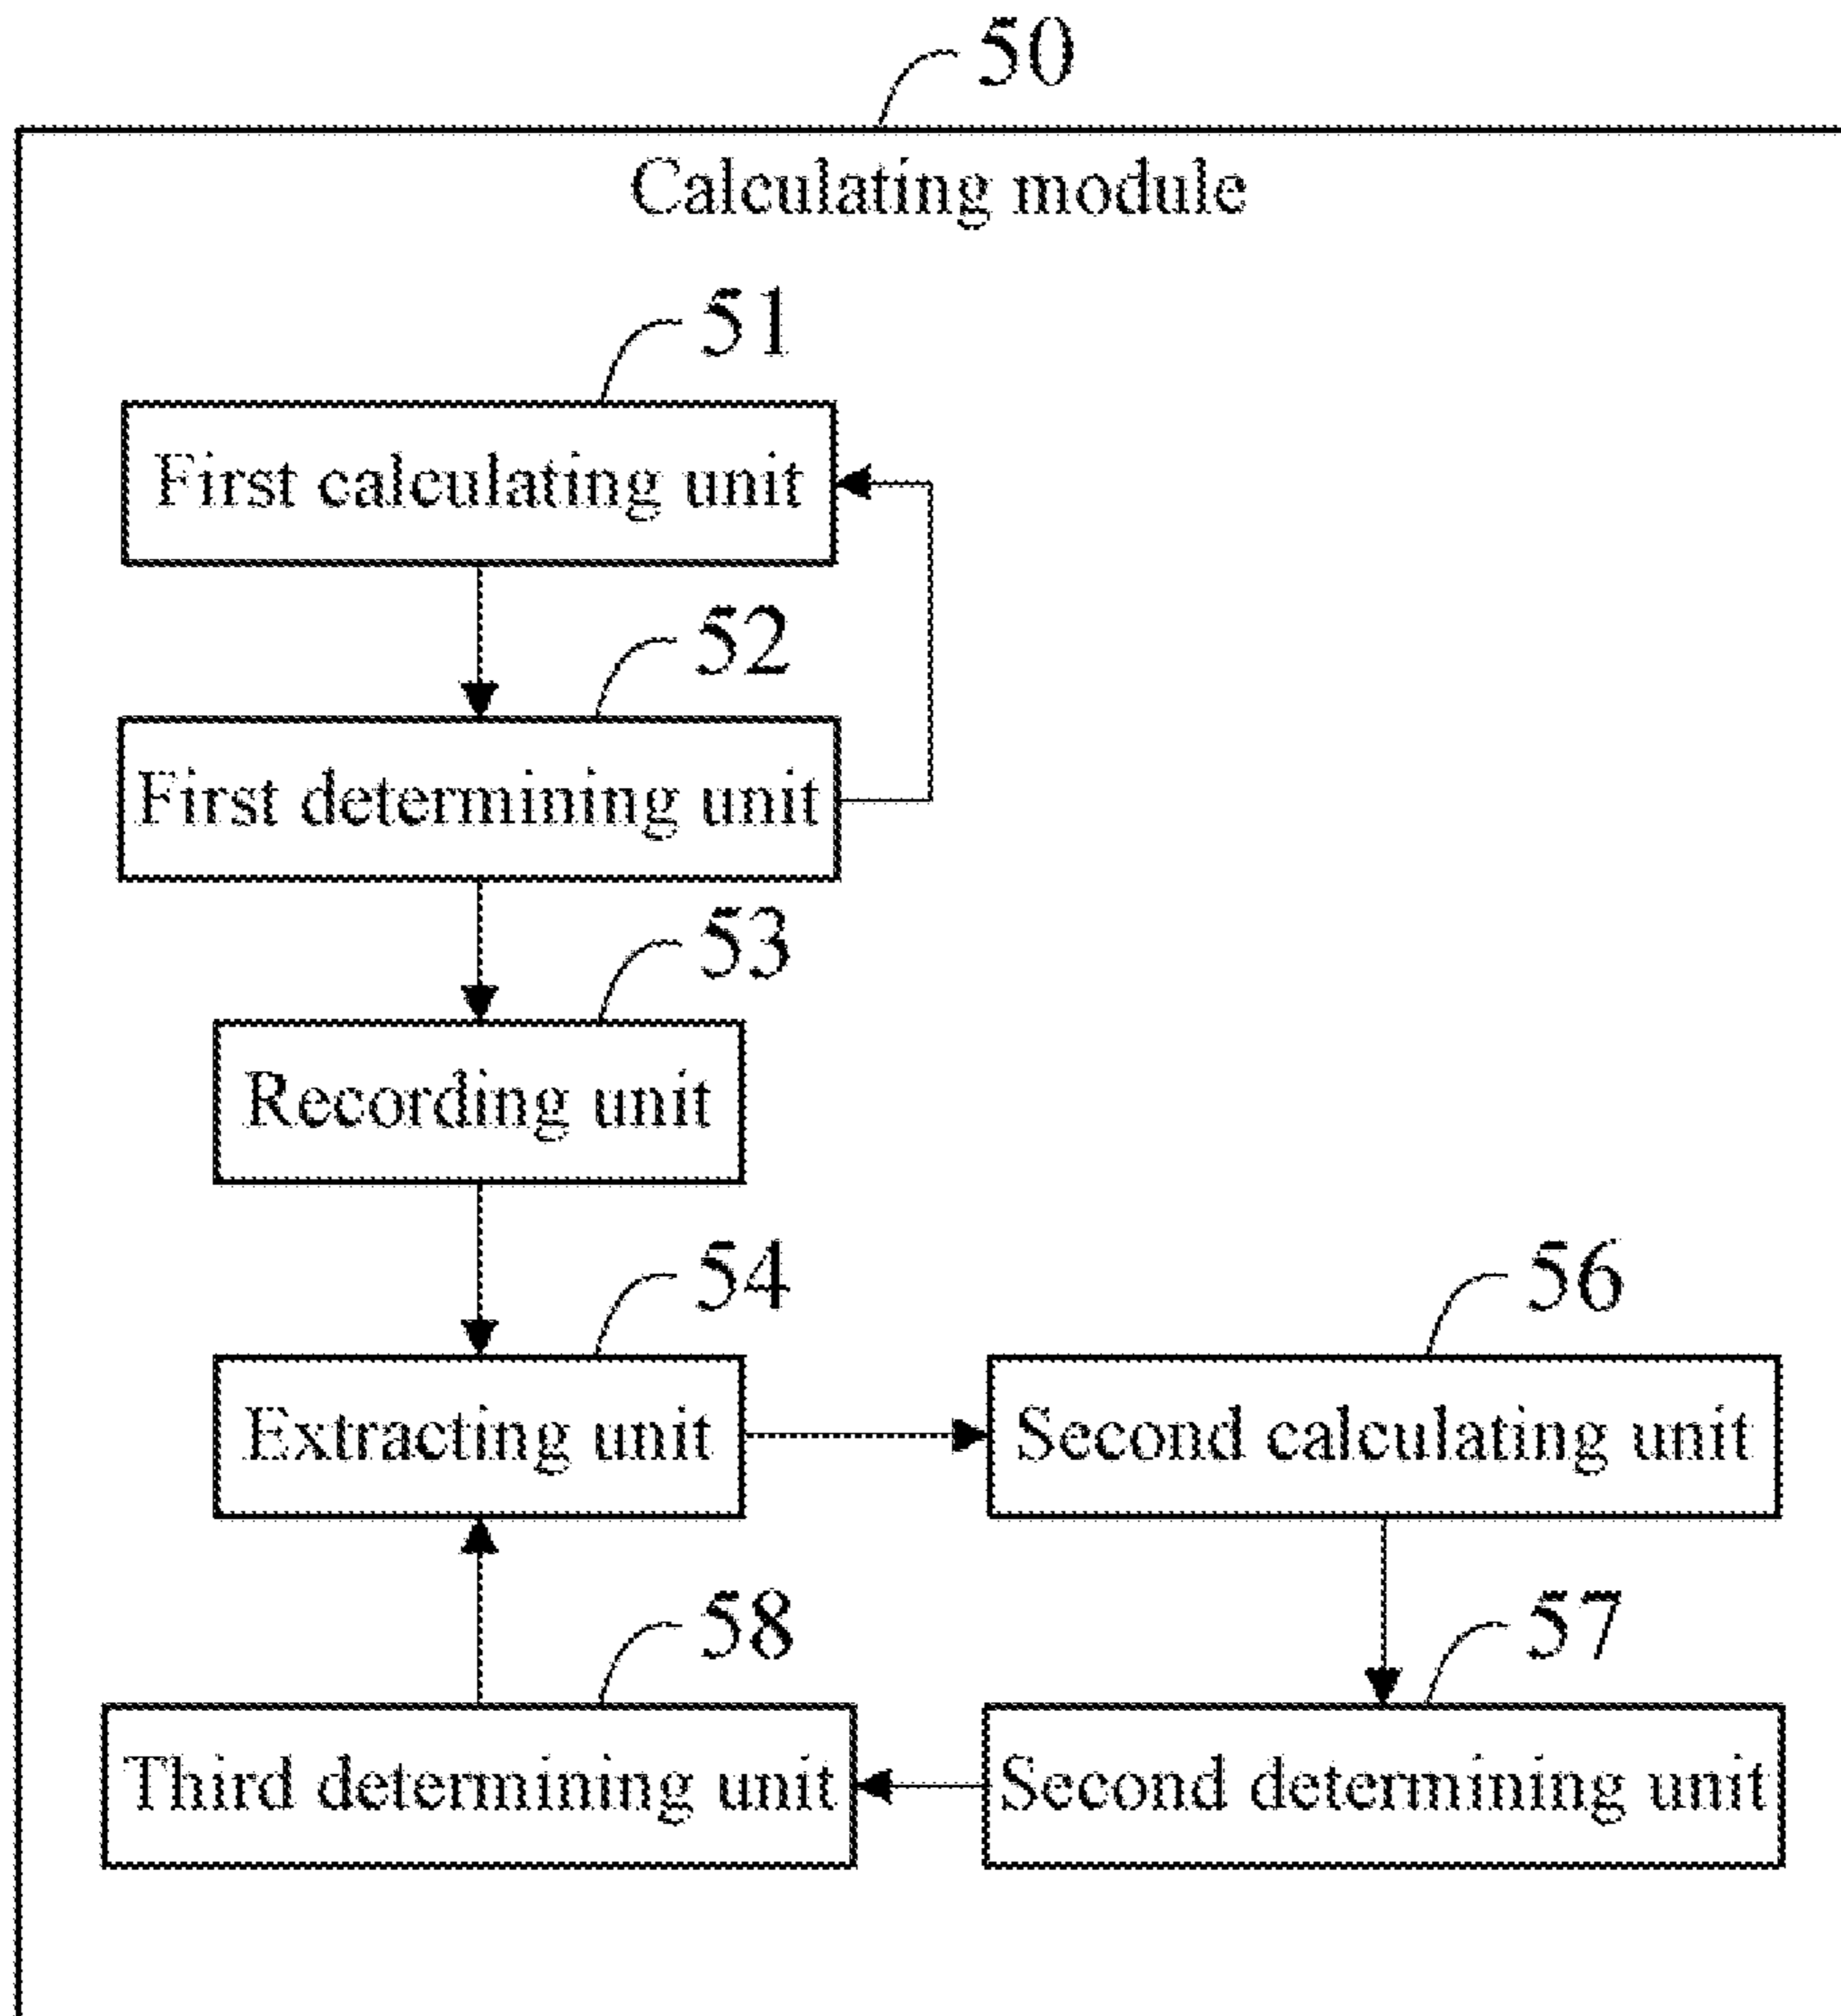 50
Calculating module
51
First calculating unit
52
First determining unit
53
Recording unit
54
56
Extracting unit
Second calculating unit
58
57
Third determining unit
Second determining unit